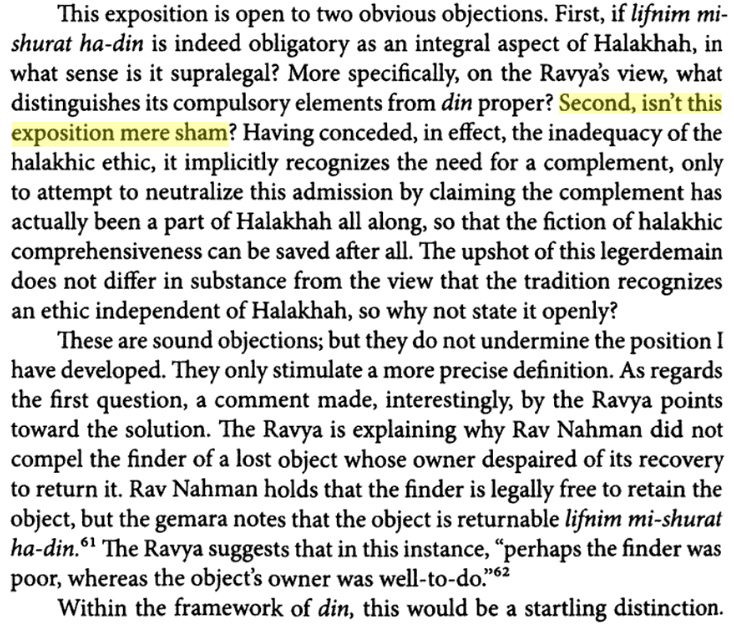 This exposition is open to two obvious objections. First, if lifnim mi-
shurat ha-din is indeed obligatory as an integral aspect of Halakhah, in
what sense is it supralegal? More specifically, on the Ravya's view, what
distinguishes its compulsory elements from din proper? Second, isn't this
exposition mere sham? Having conceded, in effect, the inadequacy of the
halakhic ethic, it implicitly recognizes the need for a complement, only
to attempt to neutralize this admission by claiming the complement has
actually been a part of Halakhah all along, so that the fiction of halakhic
comprehensiveness can be saved after all. The upshot of this legerdemain
does not differ in substance from the view that the tradition recognizes
an ethic independent of Halakhah, so why not state it openly?
These are sound objections; but they do not undermine the position I
have developed. They only stimulate a more precise definition. As regards
the first question, a comment made, interestingly, by the Ravya points
toward the solution. The Ravya is explaining why Rav Nahman did not
compel the finder of a lost object whose owner despaired of its recovery
to return it. Rav Nahman holds that the finder is legally free to retain the
object, but the gemara notes that the object is returnable lifnim mi-shurat
ha-din.61 The Ravya suggests that in this instance, “perhaps the finder was
poor, whereas the object's owner was well-to-do.”62
Within the framework of din, this would be a startling distinction.